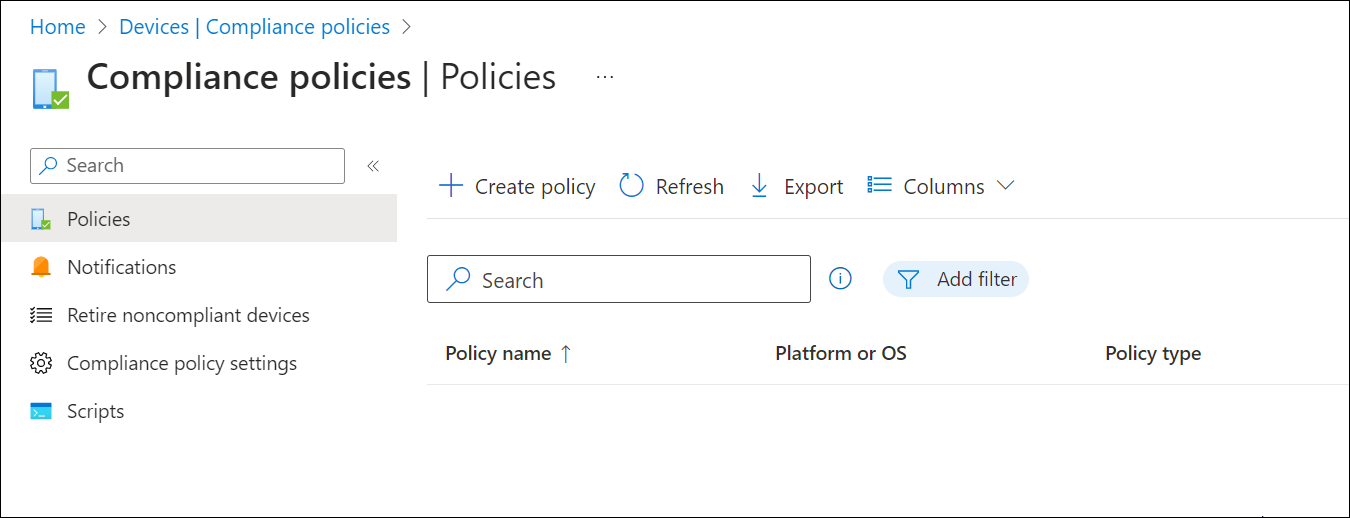 Home > Devices | Compliance policies >
Compliance policies | Policies ...
Search «
Policies
Notifications
Retire noncompliant devices
Compliance policy settings
Scripts
Create policy Refresh Export Columns
Search Add filter
Policy name ↑ Platform or OS Policy type